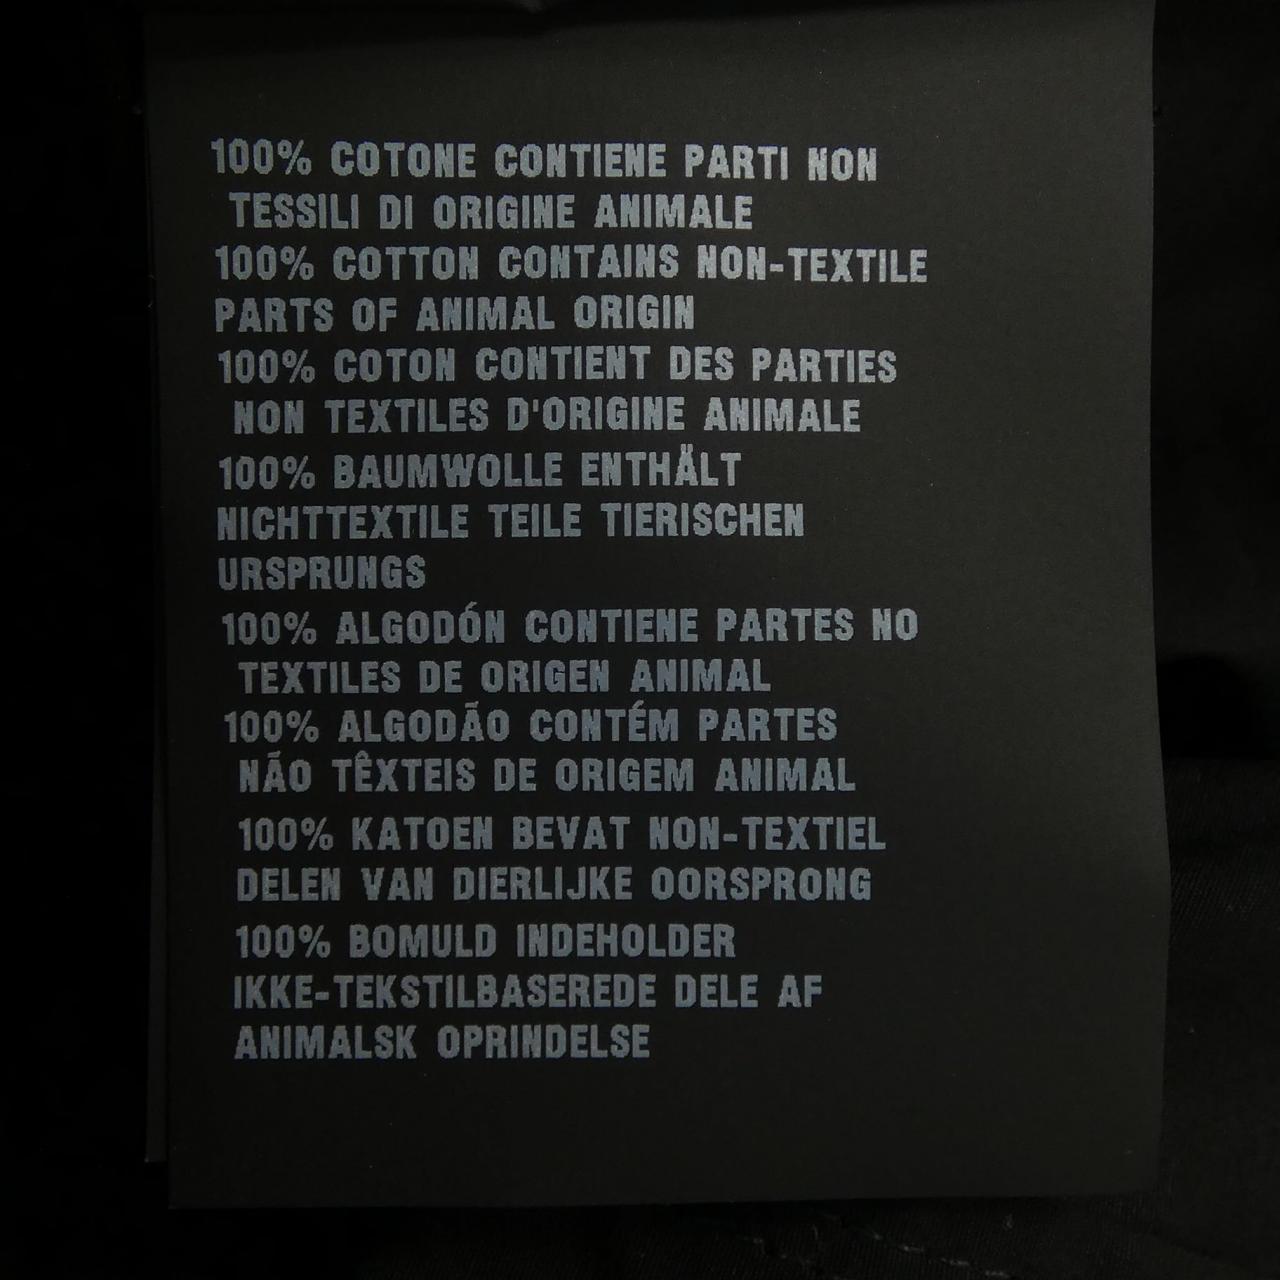 100% COTONE CONTIENE PARTI NON
TESSILI DI ORIGINE ANIMALE
100% COTTON CONTAINS NON-TEXTILE
PARTS OF ANIMAL ORIGIN
100% COTON CONTIENT DES PARTIES
NON TEXTILES D'ORIGINE ANIMALE
100% BAUMWOLLE ENTHÄLT
NICHTTEXTILE TEILE TIERISCHEN
URSPRUNGS
100% ALGODÓN CONTIENE PARTES NO
TEXTILES DE ORIGEN ANIMAL
100% ALGODÃO CONTÉM PARTES
NÃO TÊXTEIS DE ORIGEM ANIMAL
100% KATOEN BEVAT NON-TEXTIEL
DELEN VAN DIERLIJKE OORSPRONG
100% BOMULD INDEHOLDER
IKKE-TEKSTILBASEREDE DELE AF
ANIMALSK OPRINDELSE